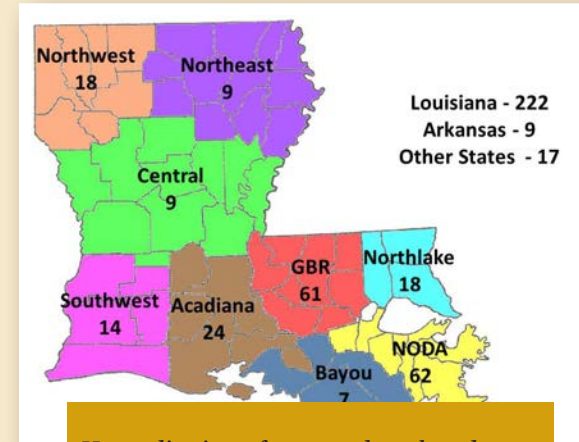 Northwest
18
Northeast
9
Louisiana - 222
Arkansas - 9
Other States - 17
Central
9
GBR
61
Northlake
18
Southwest
14
Acadiana
24
NODA
62
Bayou
7